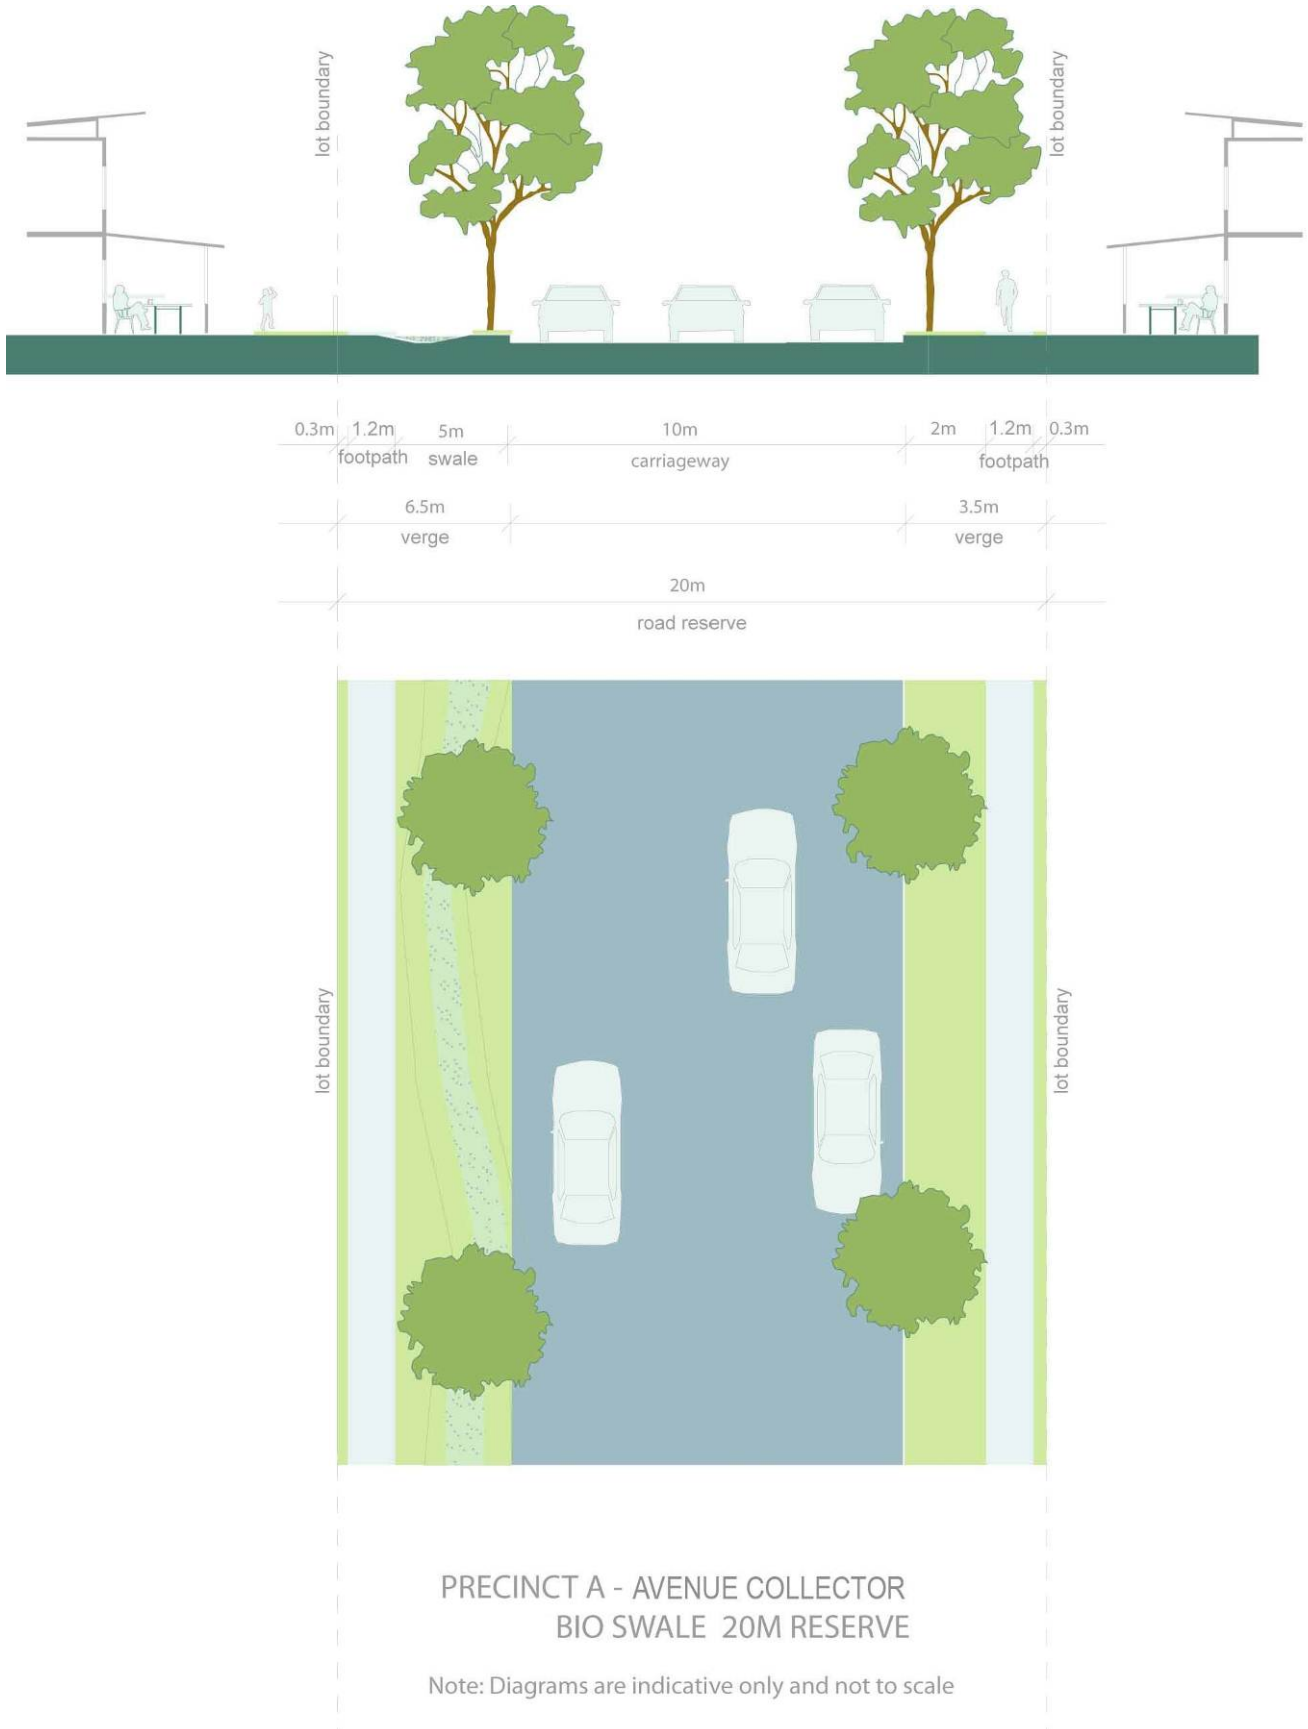 lot boundary
lot boundary
0.3m 1.2m 5m 10m 2m 1.2m 0.3m
footpath swale carriageway footpath
6.5m 3.5m
verge verge
20m
road reserve
lot boundary
lot boundary
PRECINCT A - AVENUE COLLECTOR
BIO SWALE 20M RESERVE
Note: Diagrams are indicative only and not to scale